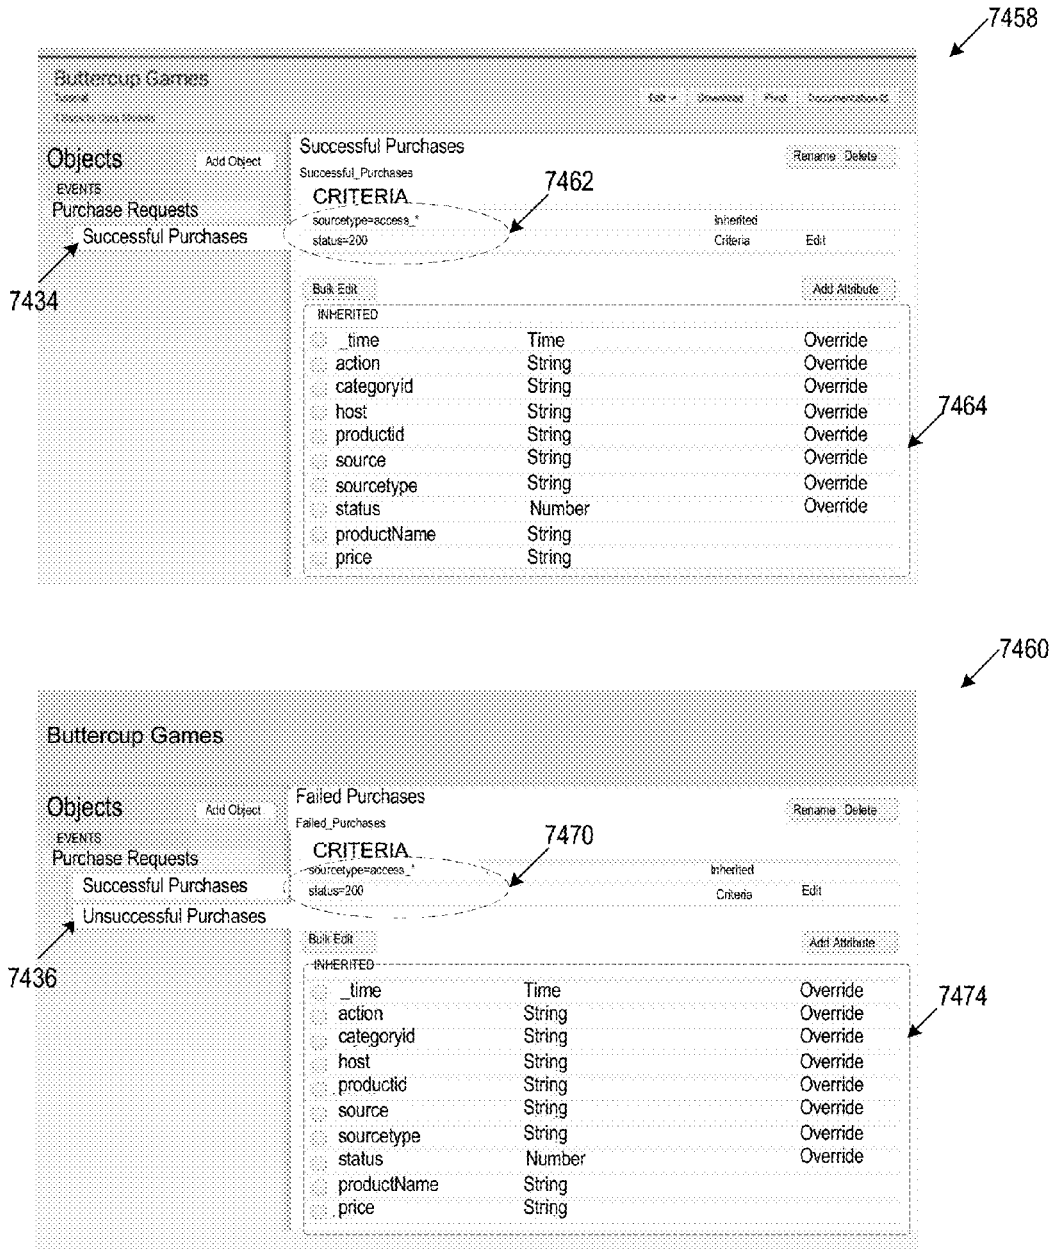 7458
Buttercup Games
Tutorial
Edit Download Pivot Documentation
Objects Add Object
EVENTS
Purchase Requests
Successful Purchases
7434
Successful Purchases Rename Delete
Successful_Purchases
7462
CRITERIA
sourcetype=access_* Inherited
status=200 Criteria Edit
Bulk Edit Add Attribute
INHERITED
_time Time Override
action String Override
categoryid String Override
host String Override
7464
productid String Override
source String Override
sourcetype String Override
status Number Override
productName String
price String
7460
Buttercup Games
Objects Add Object
EVENTS
Purchase Requests
Successful Purchases
Unsuccessful Purchases
7436
Failed Purchases Rename Delete
Failed_Purchases
7470
CRITERIA
sourcetype=access_* Inherited
status=200 Criteria Edit
Bulk Edit Add Attribute
INHERITED
_time Time Override
7474
action String Override
categoryid String Override
host String Override
productid String Override
source String Override
sourcetype String Override
status Number Override
productName String
price String